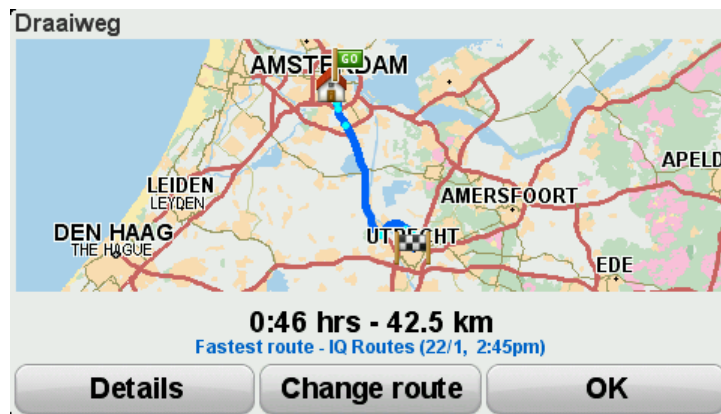 Draaiweg
GO
AMSTERDAM
APELD
LEIDEN
LEYDEN
AMERSFOORT
DEN HAAG
THE HAGUE
UTRECHT
EDE
0:46 hrs - 42.5 km
Fastest route - IQ Routes (22/1, 2:45pm)
Details
Change route
OK